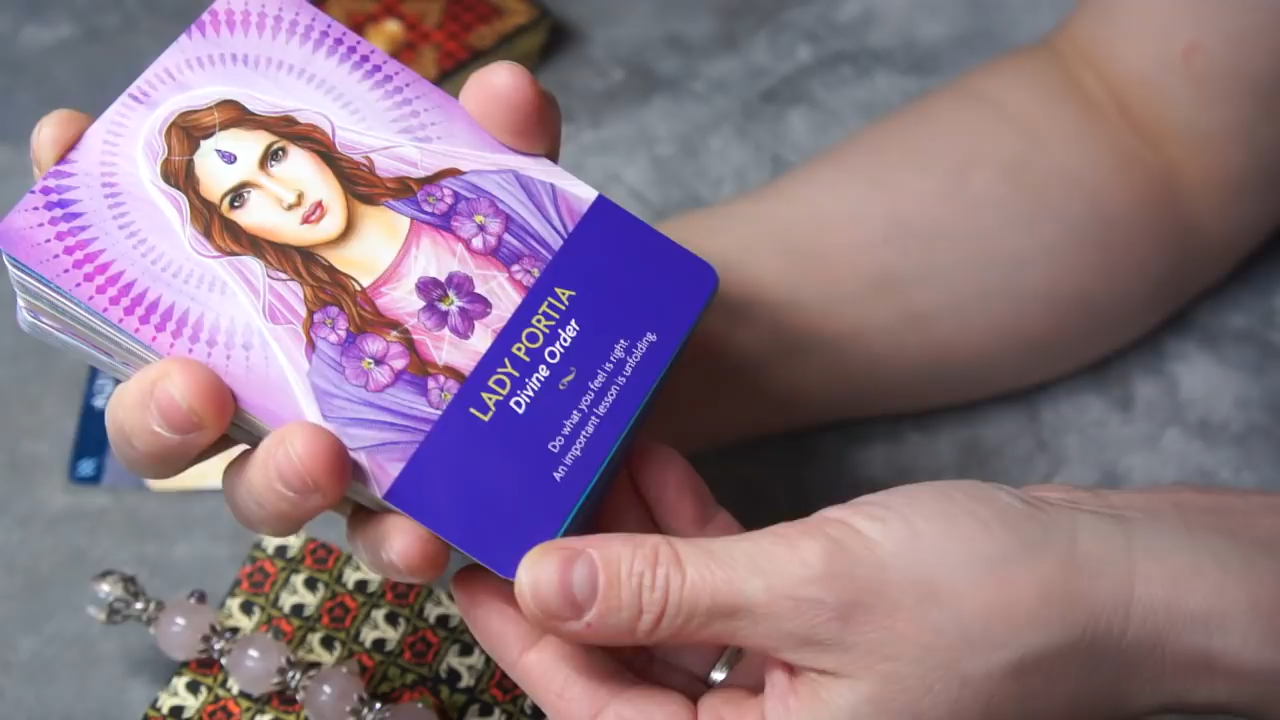 LADY PORTIA
Divine Order
Do what you feel is right.
An important lesson is unfolding.